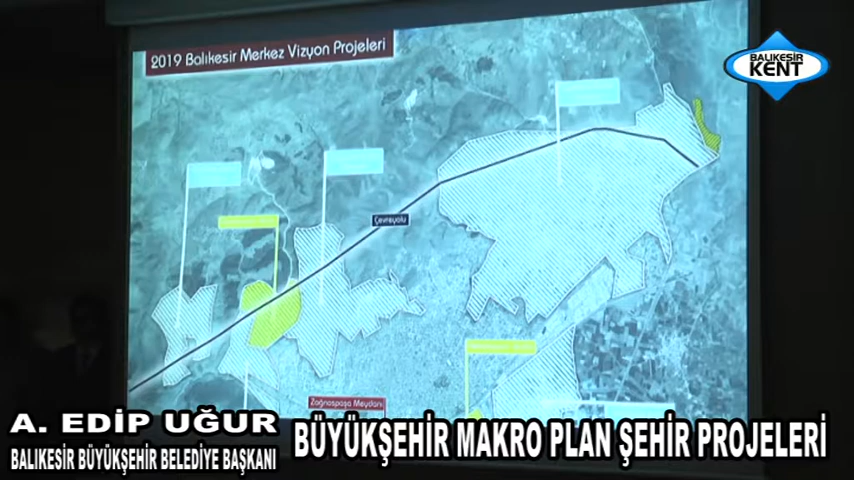 2019 Balıkesir Merkez Vizyon Projeleri
BALIKESİR
KENT
Çevreyolu
Zağnospaşa Meydanı
A. EDİP UĞUR
BALIKESİR BÜYÜKŞEHİR BELEDİYE BAŞKANI
BÜYÜKŞEHİR MAKRO PLAN ŞEHİR PROJELERİ